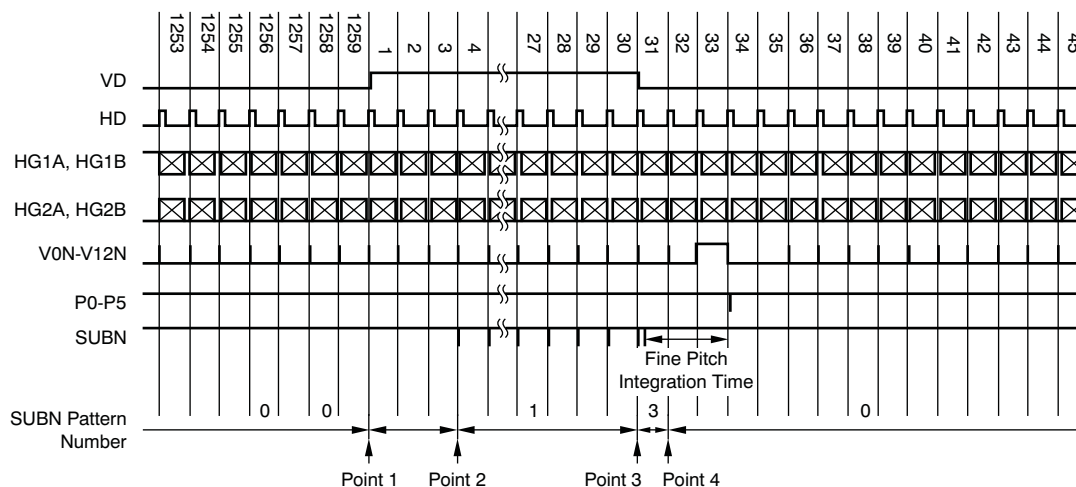 1253 1254 1255 1256 1257 1258 1259 1 2 3 4 27 28 29 30 31 32 33 34 35 36 37 38 39 40 41 42 43 44 45
VD
HD
HG1A, HG1B
HG2A, HG2B
V0N-V12N
P0-P5
SUBN
Fine Pitch
Integration Time
SUBN Pattern
Number
0 0 1 3 0
Point 1 Point 2 Point 3 Point 4